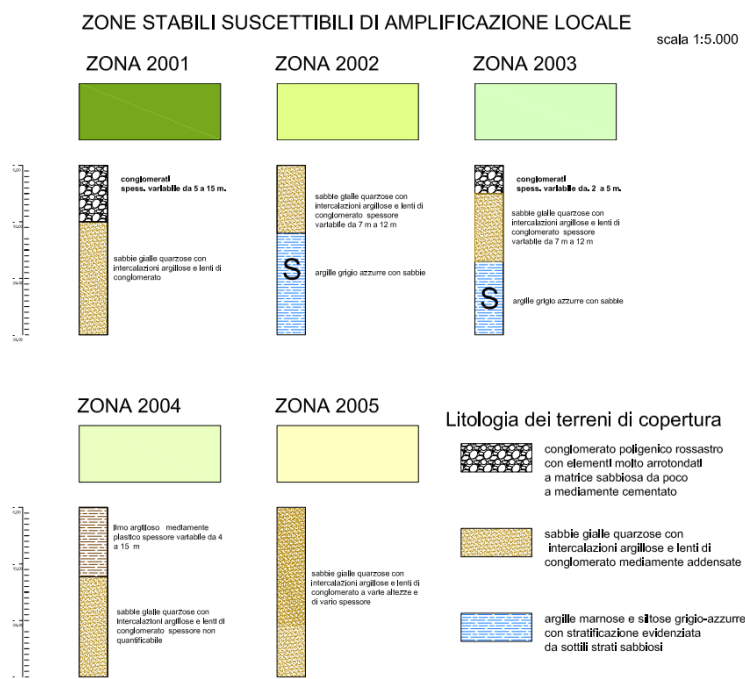 ZONE STABILI SUSCETTIBILI DI AMPLIFICAZIONE LOCALE
scala 1:5.000
ZONA 2001
ZONA 2002
ZONA 2003
conglomerati
spess. variabile da 5 a 15 m.
sabbie gialle quarzose con
intercalazioni argillose e lenti di
conglomerato
sabbie gialle quarzose con
intercalazioni argillose e lenti di
conglomerato spessore
variabile da 7 m a 12 m
S
argille grigio azzurre con sabbie
conglomerati
spess. variabile da. 2 a 5 m.
sabbie gialle quarzose con
intercalazioni argillose e lenti di
conglomerato spessore
variabile da 7 m a 12 m
S
argille grigio azzurre con sabbie
ZONA 2004
ZONA 2005
limo argilloso mediamente
plastico spessore variabile da 4
a 15 m
sabbie gialle quarzose con
intercalazioni argillose e lenti di
conglomerato spessore non
quantificabile
sabbie gialle quarzose con
intercalazioni argillose e lenti di
conglomerato a varie altezze e
di vario spessore
Litologia dei terreni di copertura
conglomerato poligenico rossastro
con elementi molto arrotondati
a matrice sabbiosa da poco
a mediamente cementato
sabbie gialle quarzose con
intercalazioni argillose e lenti di
conglomerato mediamente addensate
argille marnose e siltose grigio-azzurre
con stratificazione evidenziata
da sottili strati sabbiosi